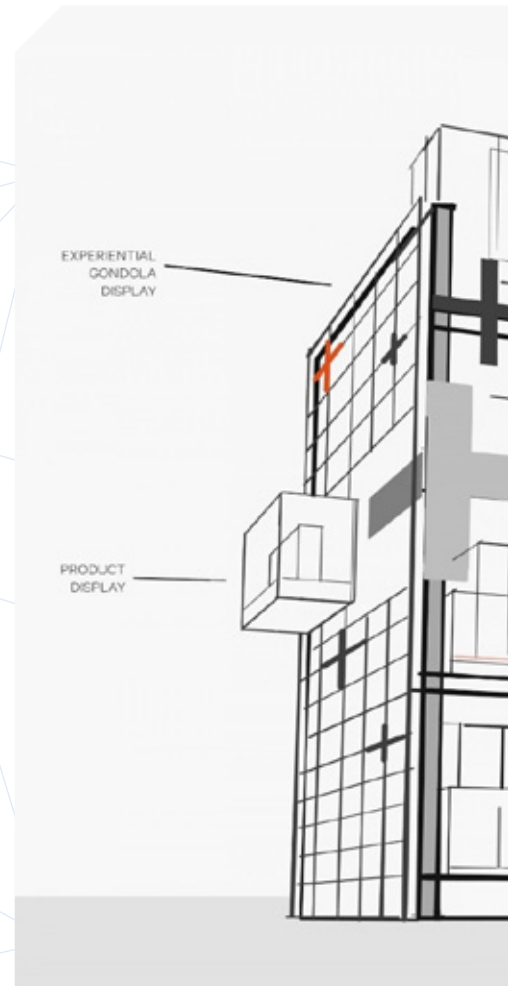 EXPERIENTIAL
GONDOLA
DISPLAY
PRODUCT
DISPLAY